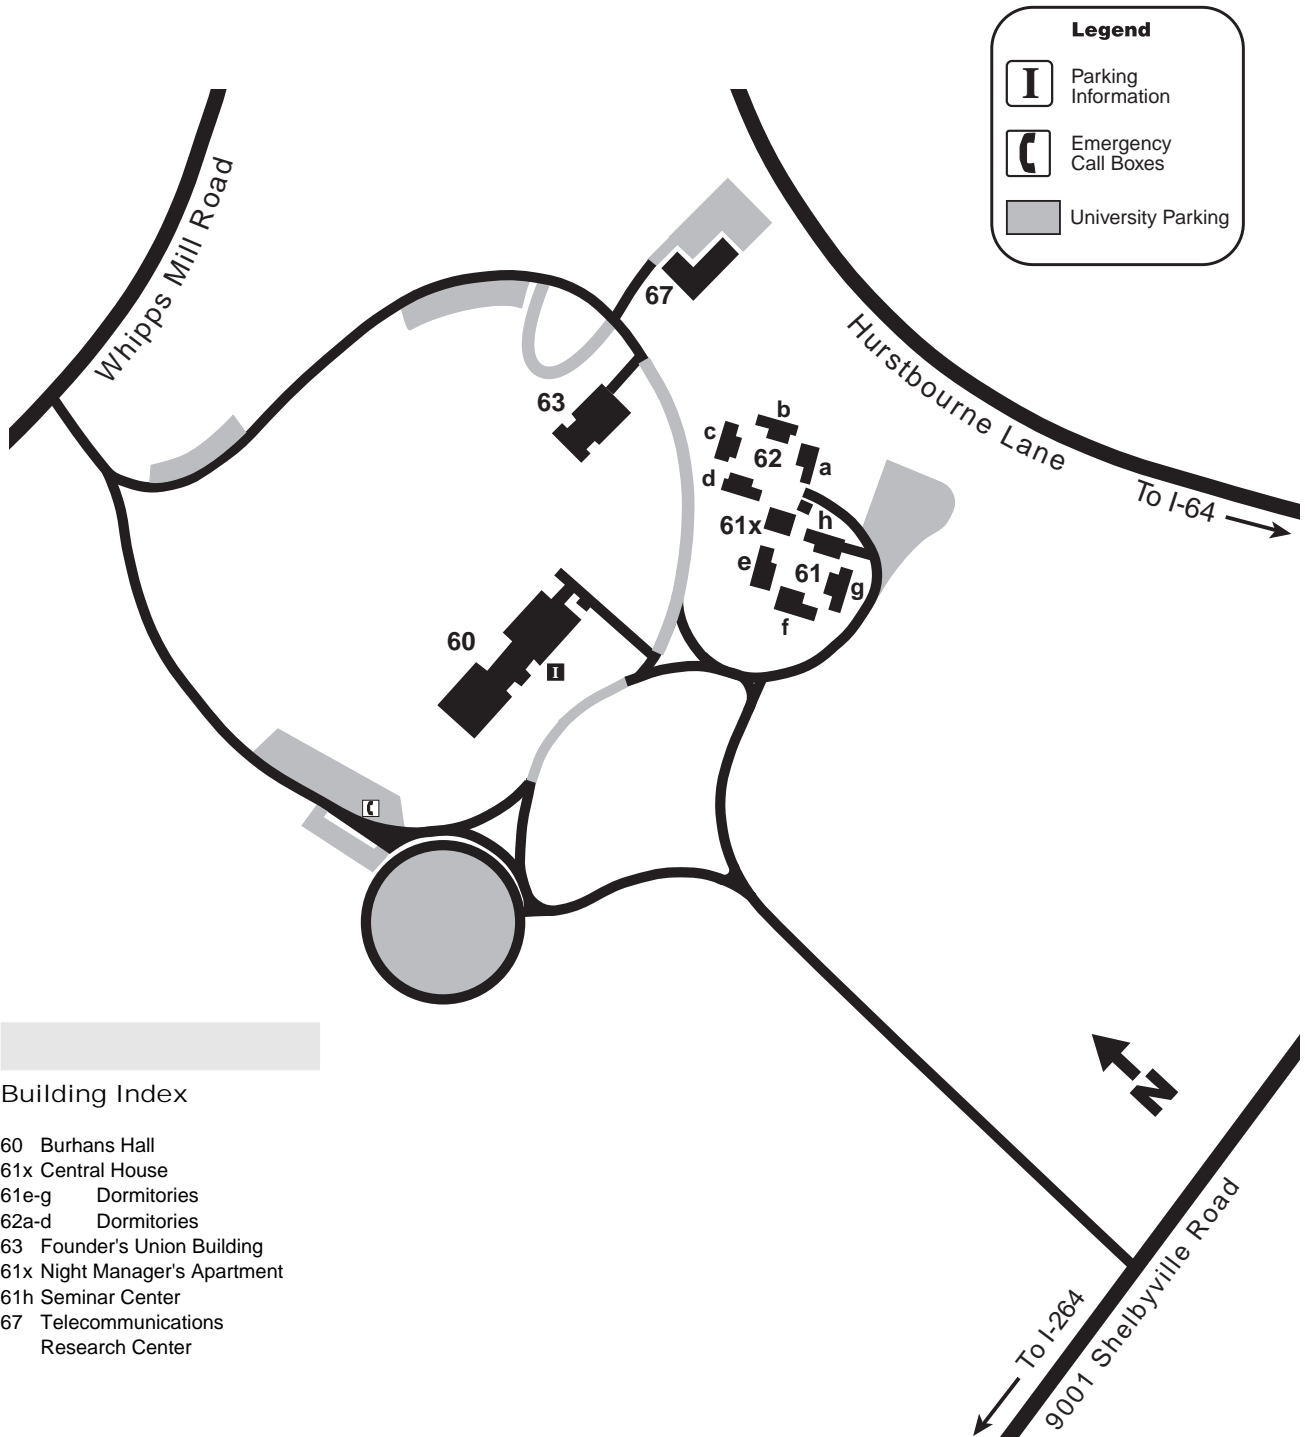 Legend
I
Parking
Information
Emergency
Call Boxes
University Parking
Whipps Mill Road
Hurstbourne Lane
To I-64
67
63
b
c
62
a
d
h
61x
e
61
g
f
60
I
N
To I-264
9001 Shelbyville Road
Building Index
60 Burhans Hall
61x Central House
61e-g Dormitories
62a-d Dormitories
63 Founder's Union Building
61x Night Manager's Apartment
61h Seminar Center
67 Telecommunications
Research Center